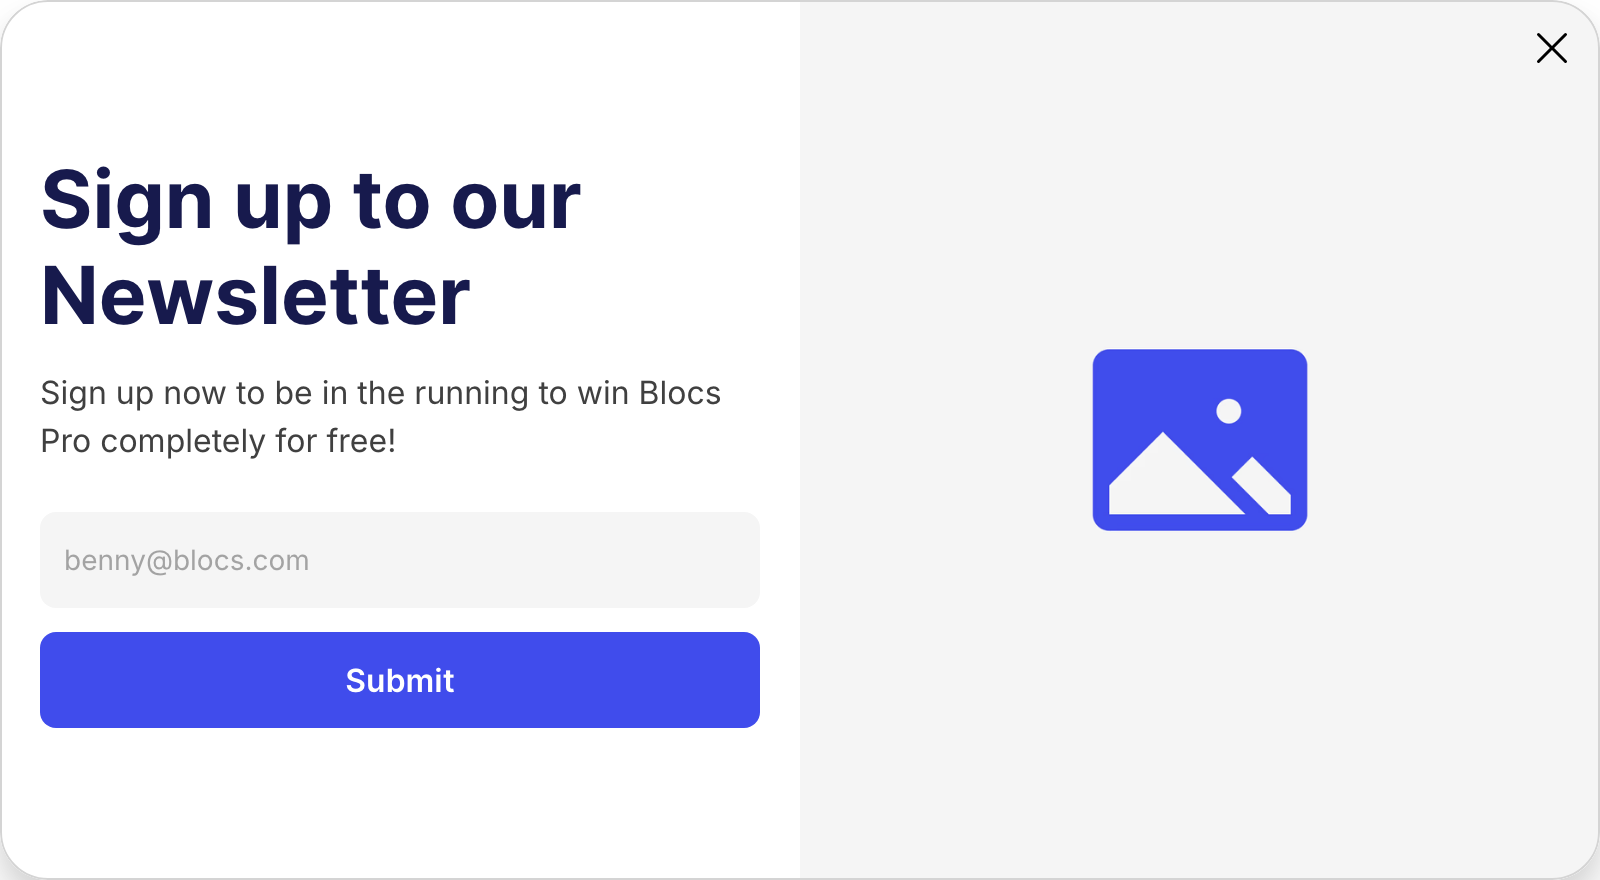 Sign up to our
Newsletter
Sign up now to be in the running to win Blocs
Pro completely for free!
benny@blocs.com
Submit